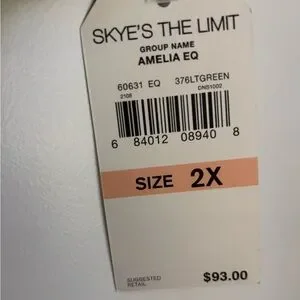 SKYE'S THE LIMIT
GROUP NAME
AMELIA EQ
60631 EQ 376LTGREEN
2108 CNS1002
6 84012 08940 8
SIZE 2X
SUGGESTED
RETAIL $93.00